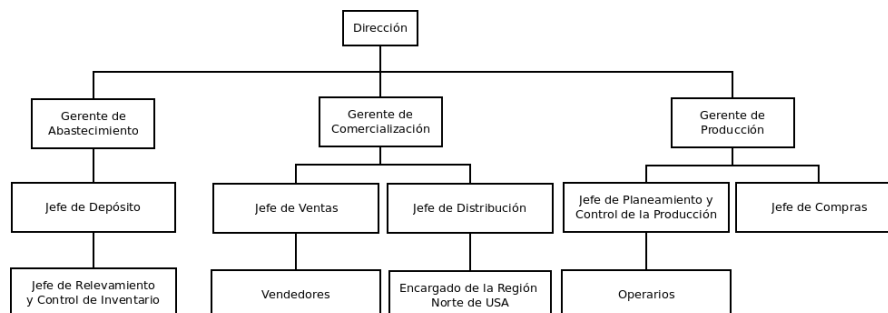 Dirección
Gerente de
Abastecimiento
Gerente de
Comercialización
Gerente de
Producción
Jefe de Depósito
Jefe de Ventas
Jefe de Distribución
Jefe de Planeamiento y
Control de la Producción
Jefe de Compras
Jefe de Relevamiento
y Control de Inventario
Vendedores
Encargado de la Región
Norte de USA
Operarios